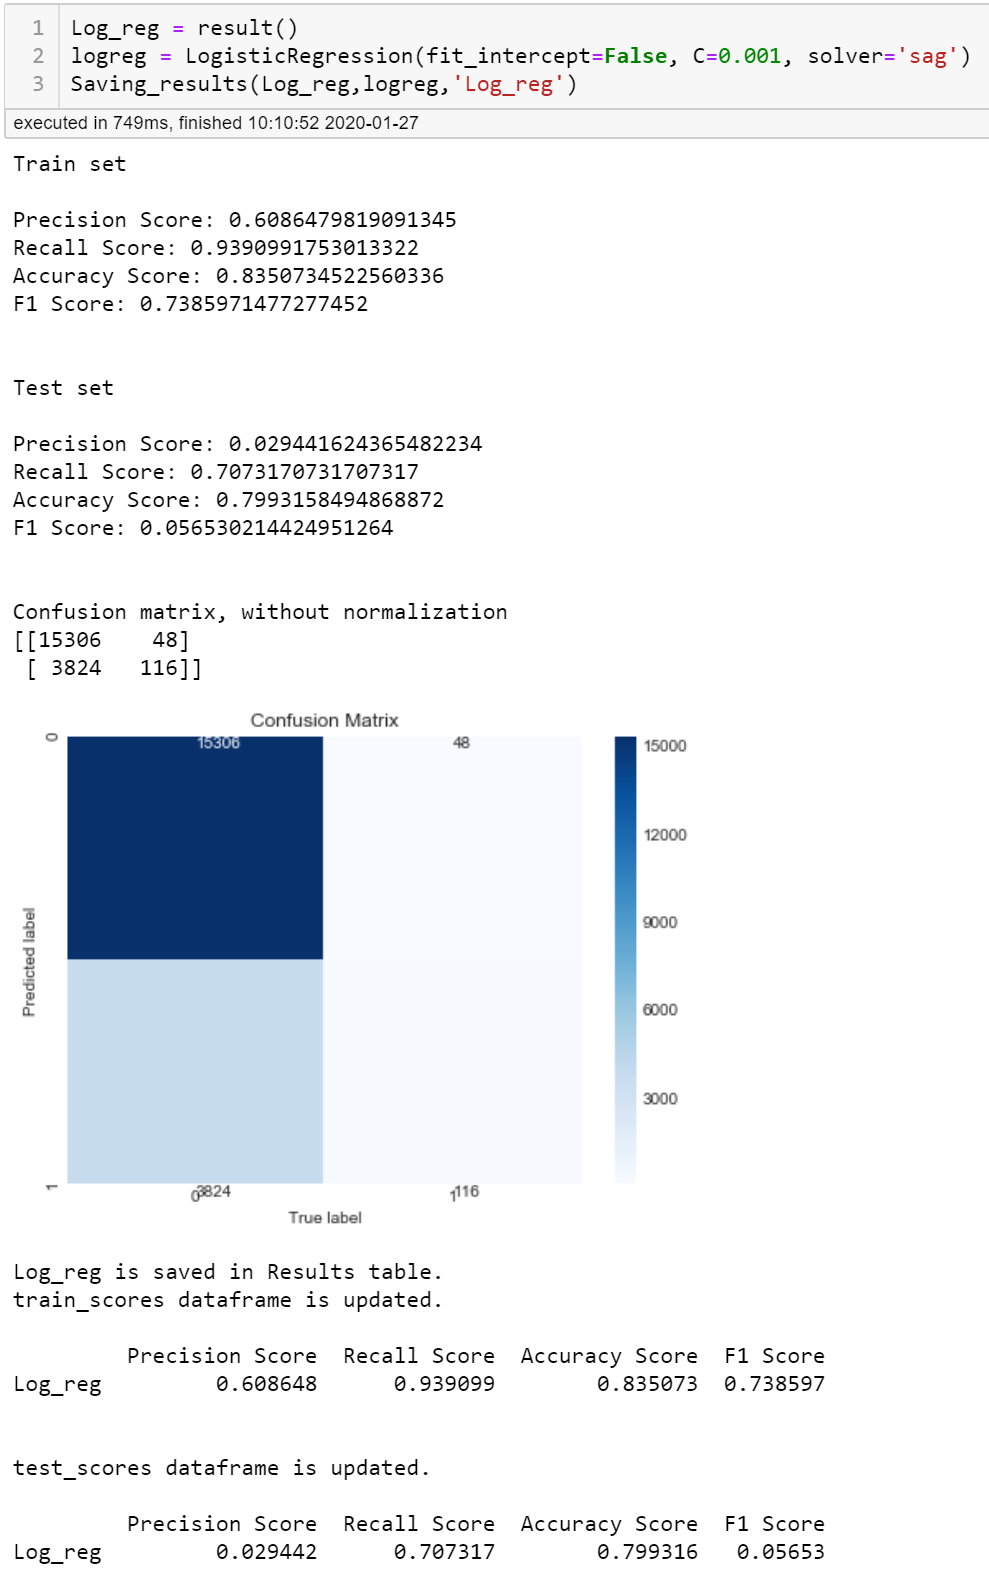 1 Log_reg = result()
2 logreg = LogisticRegression(fit_intercept=False, C=0.001, solver='sag')
3 Saving_results(Log_reg,logreg,'Log_reg')
executed in 749ms, finished 10:10:52 2020-01-27
Train set
Precision Score: 0.6086479819091345
Recall Score: 0.9390991753013322
Accuracy Score: 0.8350734522560336
F1 Score: 0.7385971477277452
Test set
Precision Score: 0.029441624365482234
Recall Score: 0.7073170731707317
Accuracy Score: 0.7993158494868872
F1 Score: 0.056530214424951264
Confusion matrix, without normalization
[[15306    48]
 [ 3824   116]]
Confusion Matrix
0
15306 48
15000
12000
9000
6000
3000
Predicted label
1
3824 116
0 1
True label
Log_reg is saved in Results table.
train_scores dataframe is updated.
Precision Score Recall Score Accuracy Score F1 Score
Log_reg 0.608648 0.939099 0.835073 0.738597
test_scores dataframe is updated.
Precision Score Recall Score Accuracy Score F1 Score
Log_reg 0.029442 0.707317 0.799316 0.05653